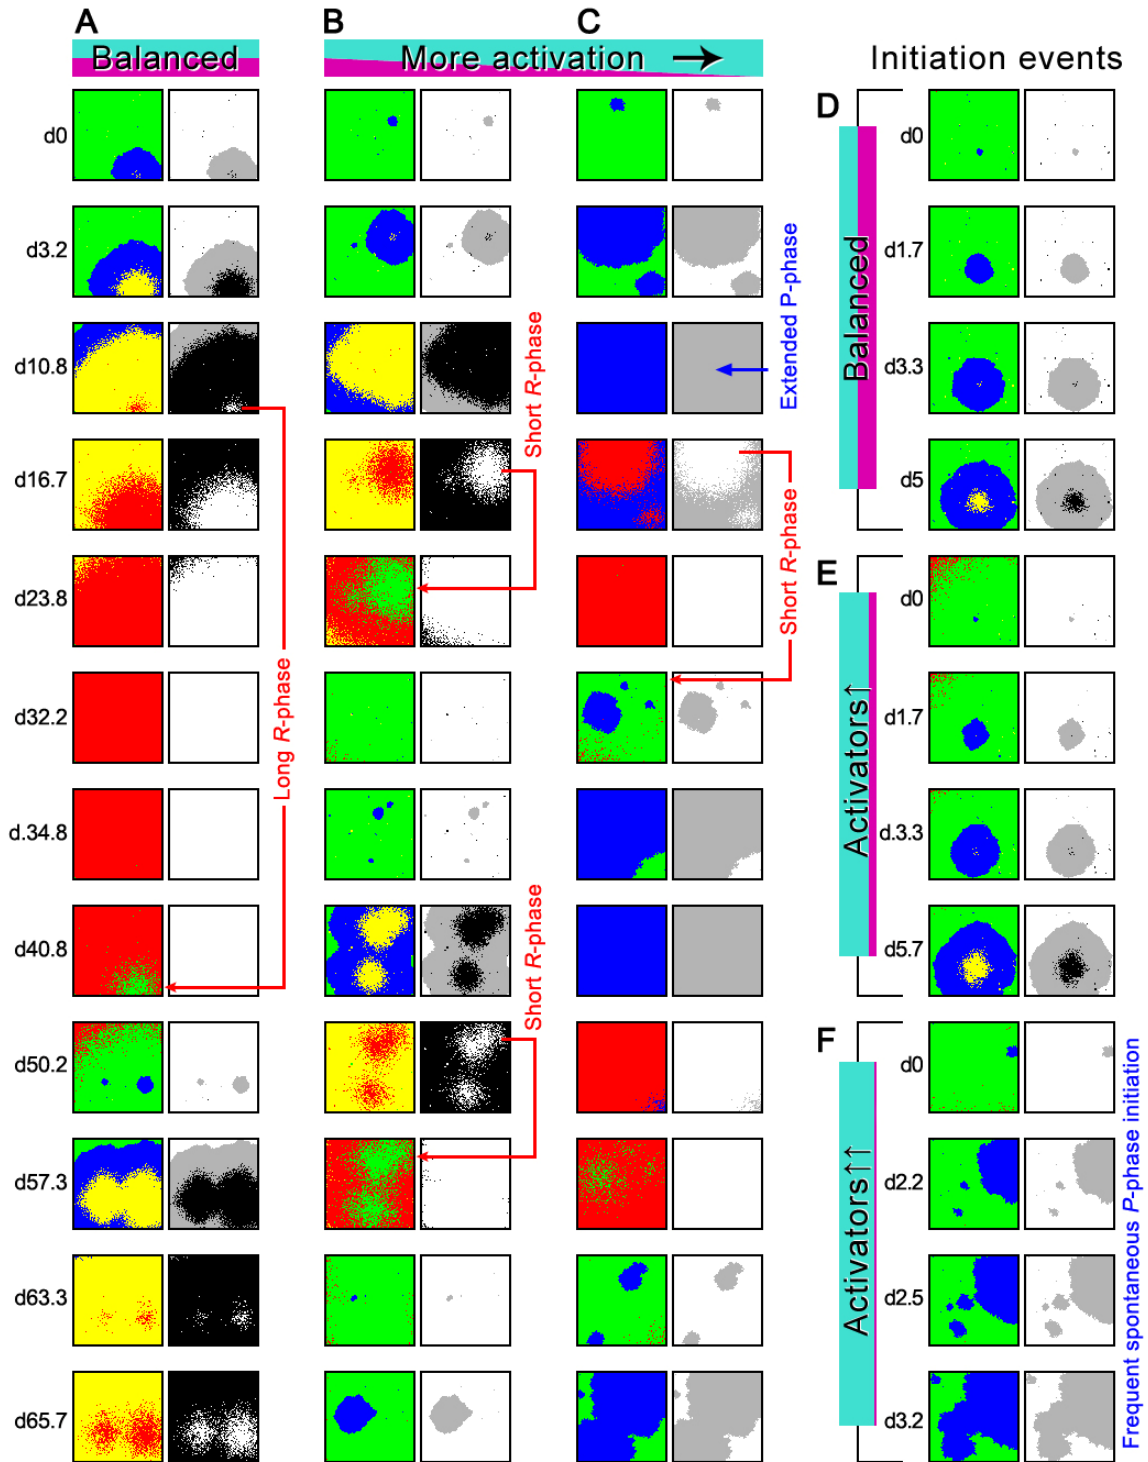 A
B
C
Balanced
More activation
Initiation events
d0
d3.2
d10.8
d16.7
d23.8
d32.2
d.34.8
d40.8
d50.2
d57.3
d63.3
d65.7
Long R-phase
Short R-phase
Short R-phase
Extended P-phase
Short R-phase
D
Balanced
d0
d1.7
d3.3
d5
E
Activators↑
d0
d1.7
d.3.3
d5.7
F
Activators↑↑
d0
d2.2
d2.5
d3.2
Frequent spontaneous P-phase initiation